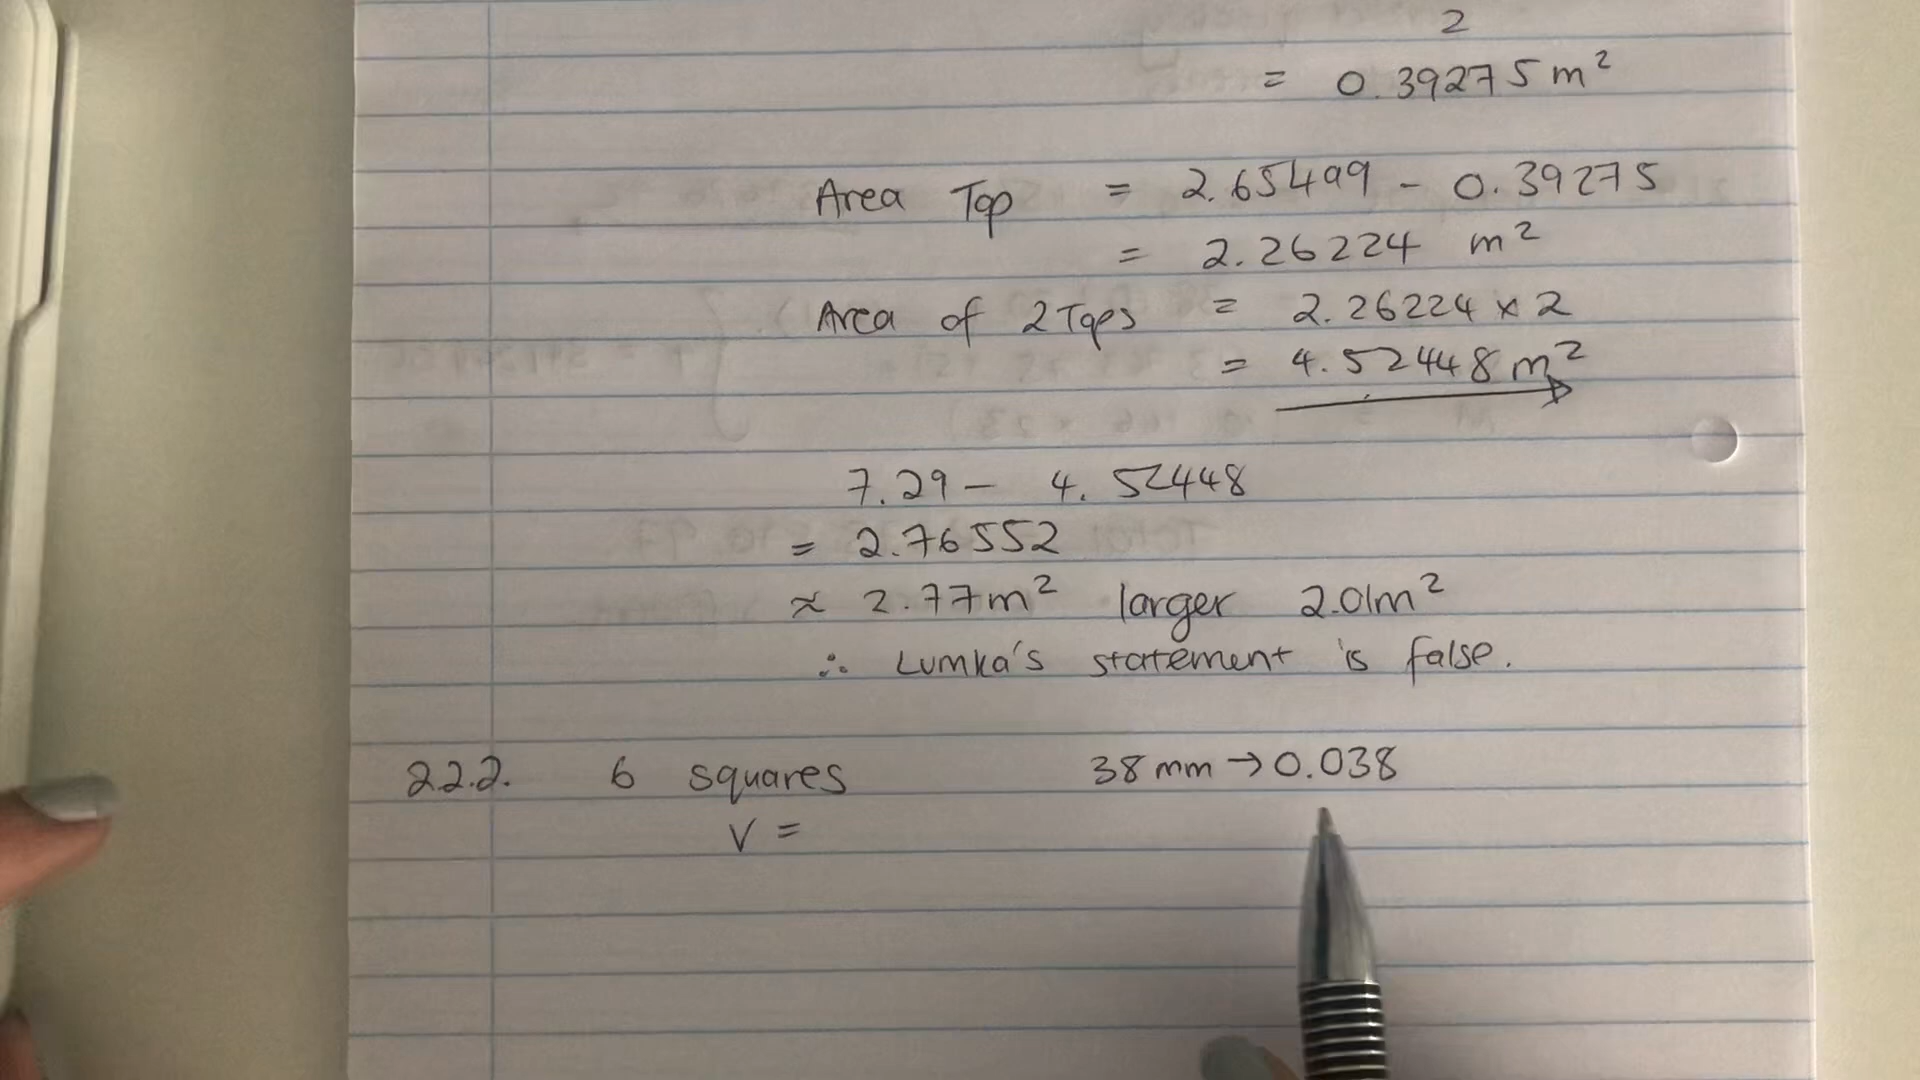 2
= 0.39275 m²
Area Top = 2.65499 - 0.39275
= 2.26224 m²
Area of 2 Tops = 2.26224 x 2
= 4.52448 m²
7.29 - 4.52448
= 2.76552
≈ 2.77m² larger 2.01m²
∴ Lumka's statement is false.
2.2.2. 6 squares 38 mm → 0.038
V =